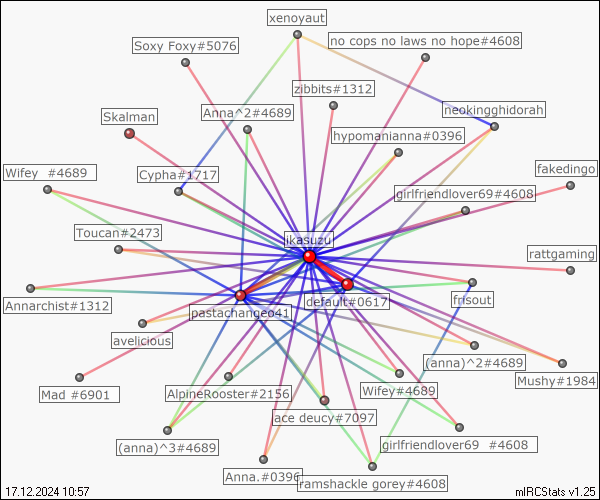 xenoyaut
Soxy Foxy#5076
no cops no laws no hope#4608
zibbits#1312
Skalman
Anna^2#4689
neokingghidorah
hypomanianna#0396
Wifey  #4689
Cypha#1717
fakedingo
girlfriendlover69#4608
Toucan#2473
ikasuzu
rattgaming
Annarchist#1312
pastachangeo41
default#0617
frisout
avelicious
(anna)^2#4689
Mushy#1984
Mad #6901
AlpineRooster#2156
Wifey#4689
ace deucy#7097
(anna)^3#4689
girlfriendlover69  #4608
Anna.#0396
ramshackle gorey#4608
17.12.2024 10:57
mIRCStats v1.25